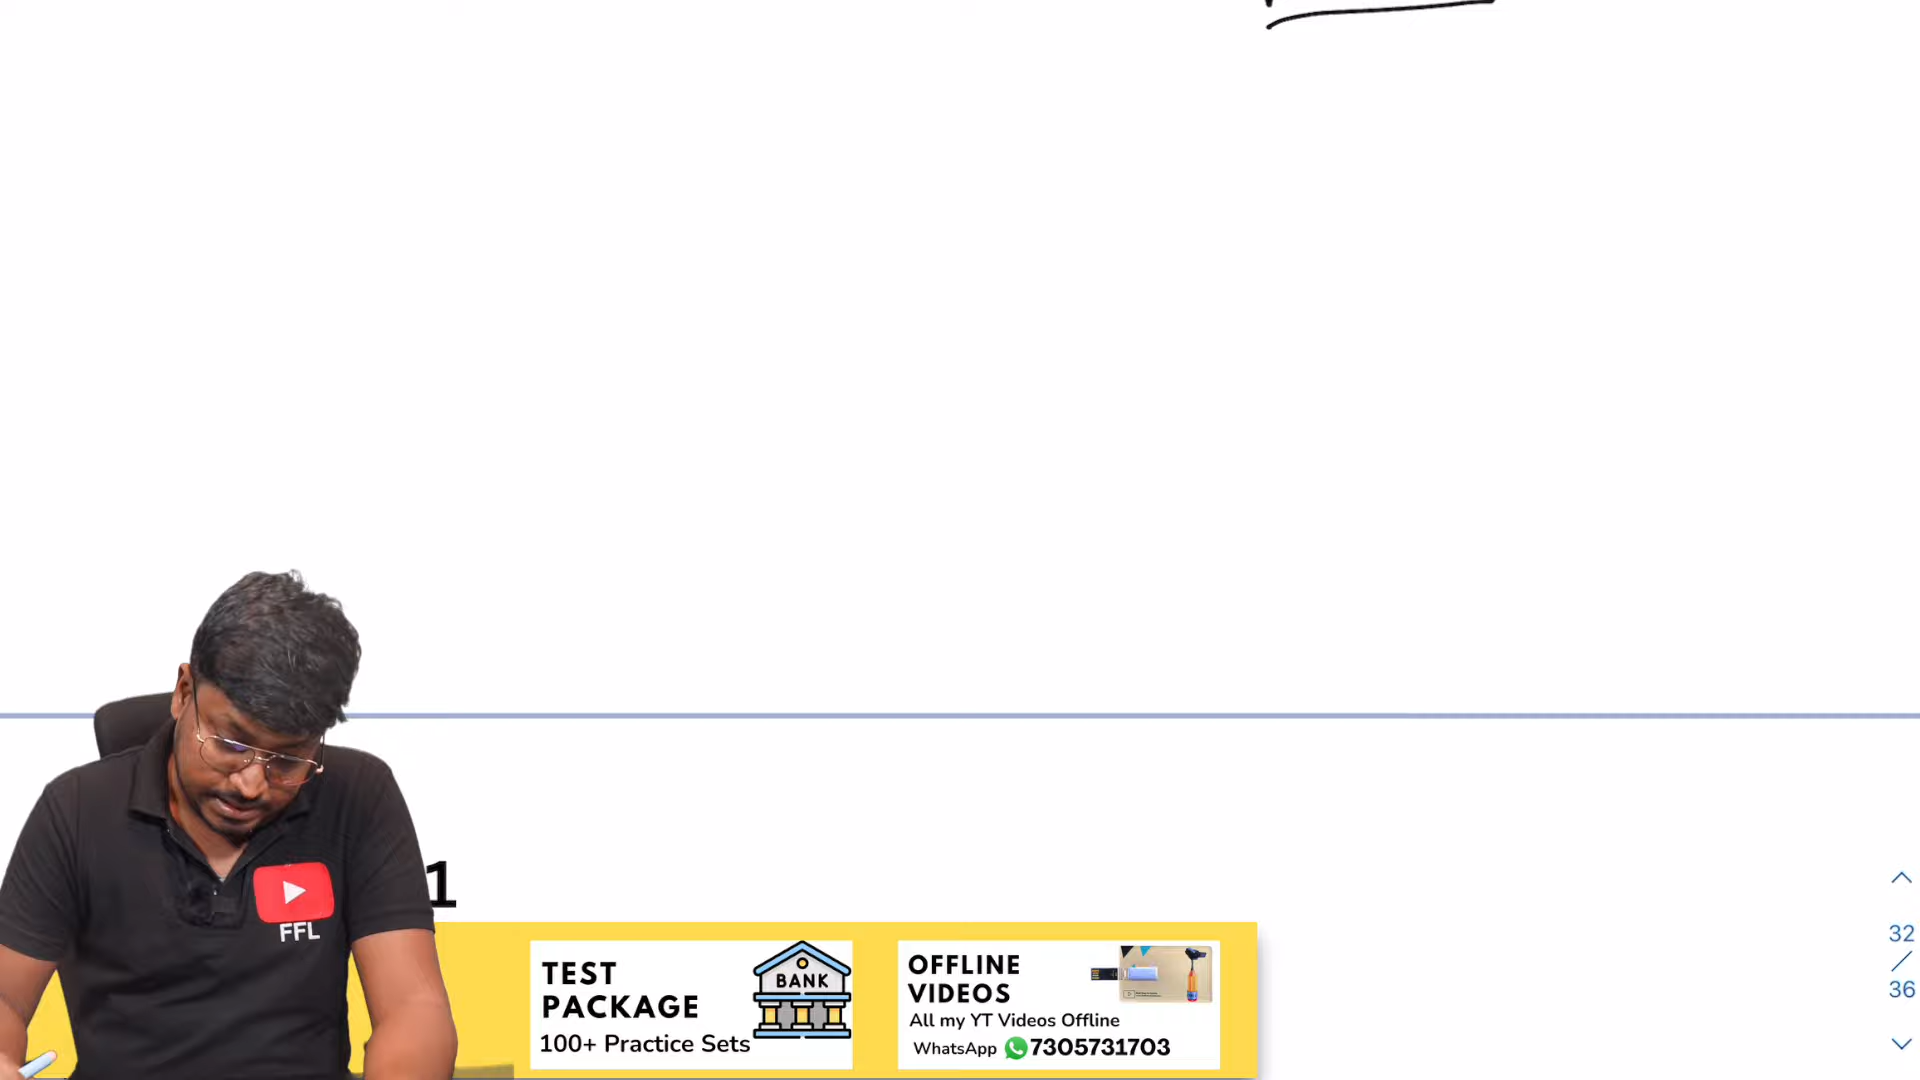 1
FFL
TEST
PACKAGE
100+ Practice Sets
BANK
OFFLINE
VIDEOS
All my YT Videos Offline
WhatsApp 7305731703
32
/
36